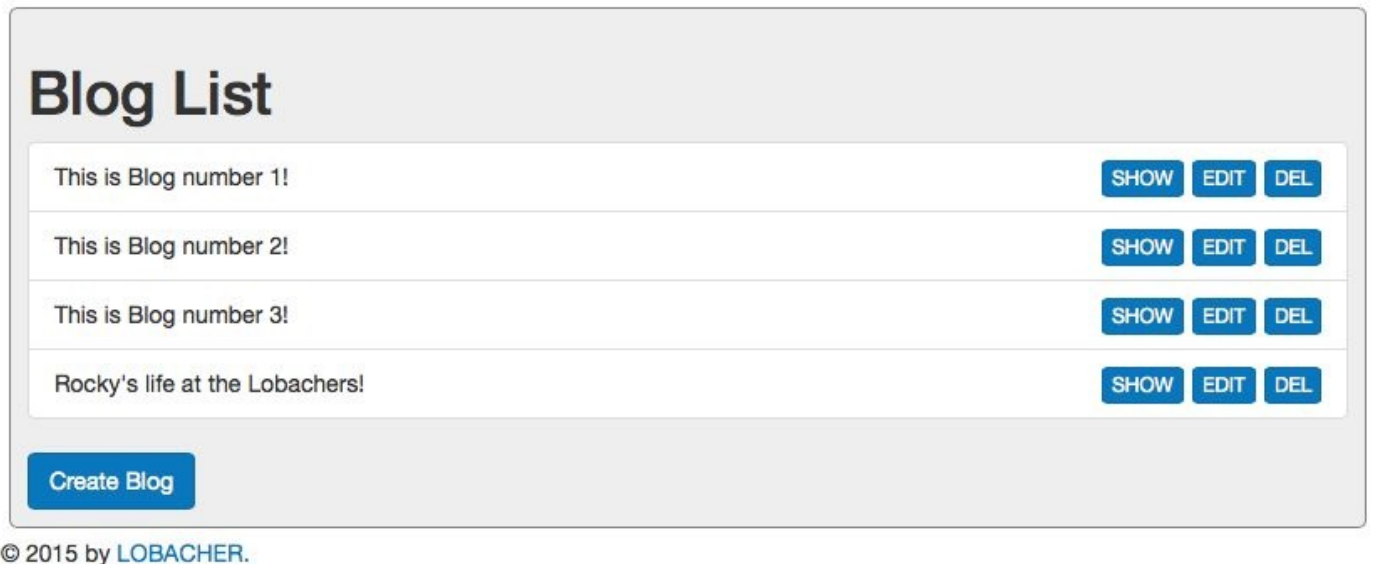 Blog List
This is Blog number 1! SHOW EDIT DEL
This is Blog number 2! SHOW EDIT DEL
This is Blog number 3! SHOW EDIT DEL
Rocky's life at the Lobachers! SHOW EDIT DEL
Create Blog
© 2015 by LOBACHER.